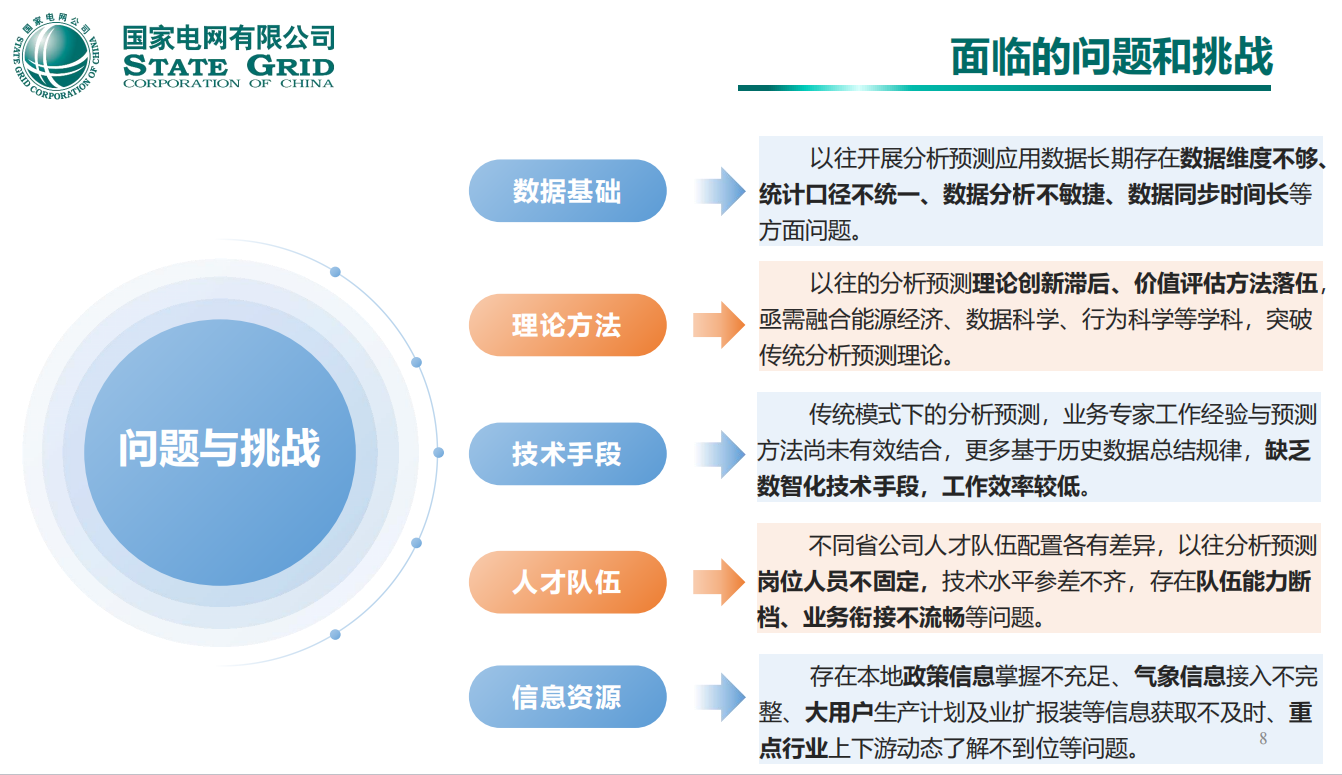 国家电网公司
STATE GRID CORPORATION OF CHINA
国家电网有限公司
STATE GRID
CORPORATION OF CHINA
面临的问题和挑战
问题与挑战
数据基础
以往开展分析预测应用数据长期存在数据维度不够、
统计口径不统一、数据分析不敏捷、数据同步时间长等
方面问题。
理论方法
以往的分析预测理论创新滞后、价值评估方法落伍，
亟需融合能源经济、数据科学、行为科学等学科，突破
传统分析预测理论。
技术手段
传统模式下的分析预测，业务专家工作经验与预测
方法尚未有效结合，更多基于历史数据总结规律，缺乏
数智化技术手段，工作效率较低。
人才队伍
不同省公司人才队伍配置各有差异，以往分析预测
岗位人员不固定，技术水平参差不齐，存在队伍能力断
档、业务衔接不流畅等问题。
信息资源
存在本地政策信息掌握不充足、气象信息接入不完
整、大用户生产计划及业扩报装等信息获取不及时、重
点行业上下游动态了解不到位等问题。
8